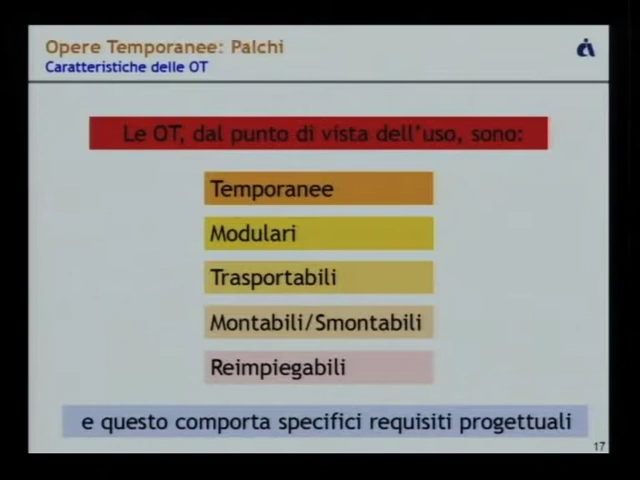 Opere Temporanee: Palchi
Caratteristiche delle OT
Le OT, dal punto di vista dell'uso, sono:
Temporanee
Modulari
Trasportabili
Montabili/Smontabili
Reimpiegabili
e questo comporta specifici requisiti progettuali
17